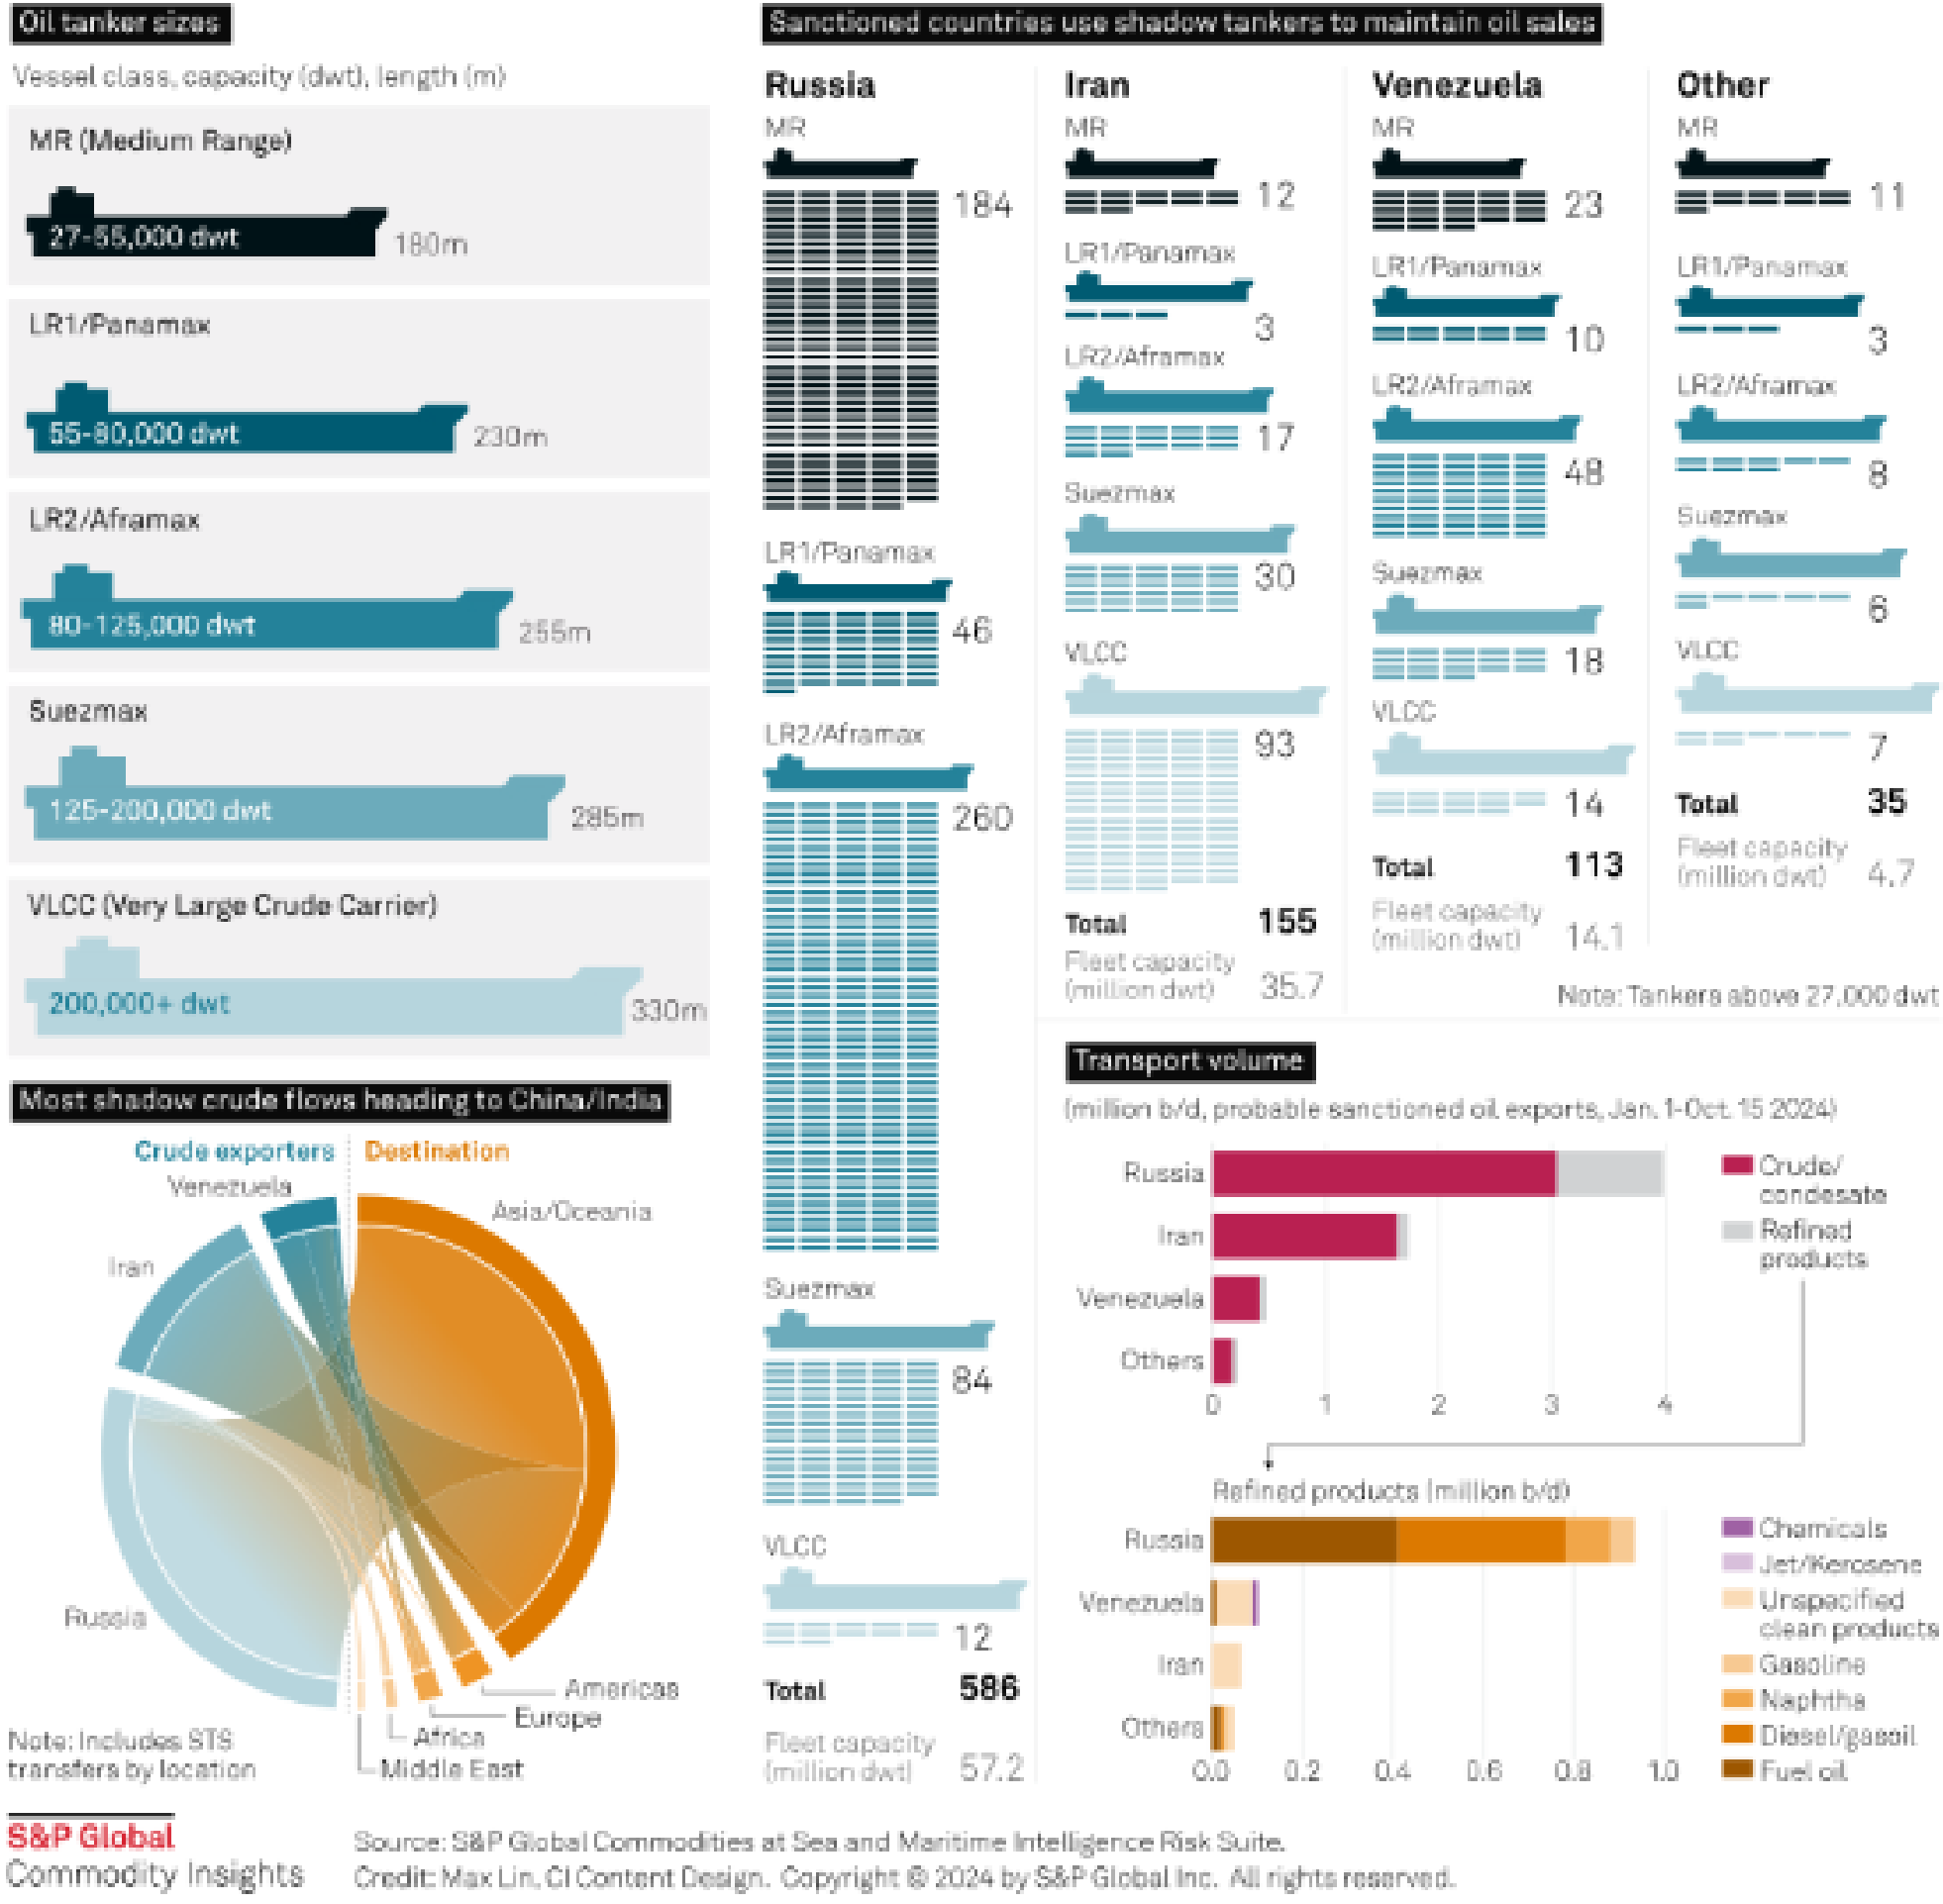 Oil tanker sizes
Vessel class, capacity (dwt), length (m)
MR (Medium Range)
27-55,000 dwt
180m
LR1/Panamax
55-80,000 dwt
230m
LR2/Aframax
80-125,000 dwt
255m
Suezmax
125-200,000 dwt
285m
VLCC (Very Large Crude Carrier)
200,000+ dwt
330m
Most shadow crude flows heading to China/India
Crude exporters
Destination
Venezuela
Asia/Oceania
Iran
Russia
Americas
Europe
Africa
Middle East
Note: Includes STS
transfers by location
Sanctioned countries use shadow tankers to maintain oil sales
Russia
MR
184
LR1/Panamax
46
LR2/Aframax
260
Suezmax
84
VLCC
12
Total 586
Fleet capacity
(million dwt) 57.2
Iran
MR
12
LR1/Panamax
3
LR2/Aframax
17
Suezmax
30
VLCC
93
Total 155
Fleet capacity
(million dwt) 35.7
Venezuela
MR
23
LR1/Panamax
10
LR2/Aframax
48
Suezmax
18
VLCC
14
Total 113
Fleet capacity
(million dwt) 14.1
Other
MR
11
LR1/Panamax
3
LR2/Aframax
8
Suezmax
6
VLCC
7
Total 35
Fleet capacity
(million dwt) 4.7
Note: Tankers above 27,000 dwt
Transport volume
(million b/d, probable sanctioned oil exports, Jan. 1-Oct. 15 2024)
Russia
Iran
Venezuela
Others
0 1 2 3 4
Crude/
condesate
Refined
products
Refined products (million b/d)
Russia
Venezuela
Iran
Others
0.0 0.2 0.4 0.6 0.8 1.0
Chemicals
Jet/Kerosene
Unspecified
clean products
Gasoline
Naphtha
Diesel/gasoil
Fuel oil
S&P Global
Commodity Insights
Source: S&P Global Commodities at Sea and Maritime Intelligence Risk Suite.
Credit: Max Lin, CI Content Design. Copyright © 2024 by S&P Global Inc. All rights reserved.